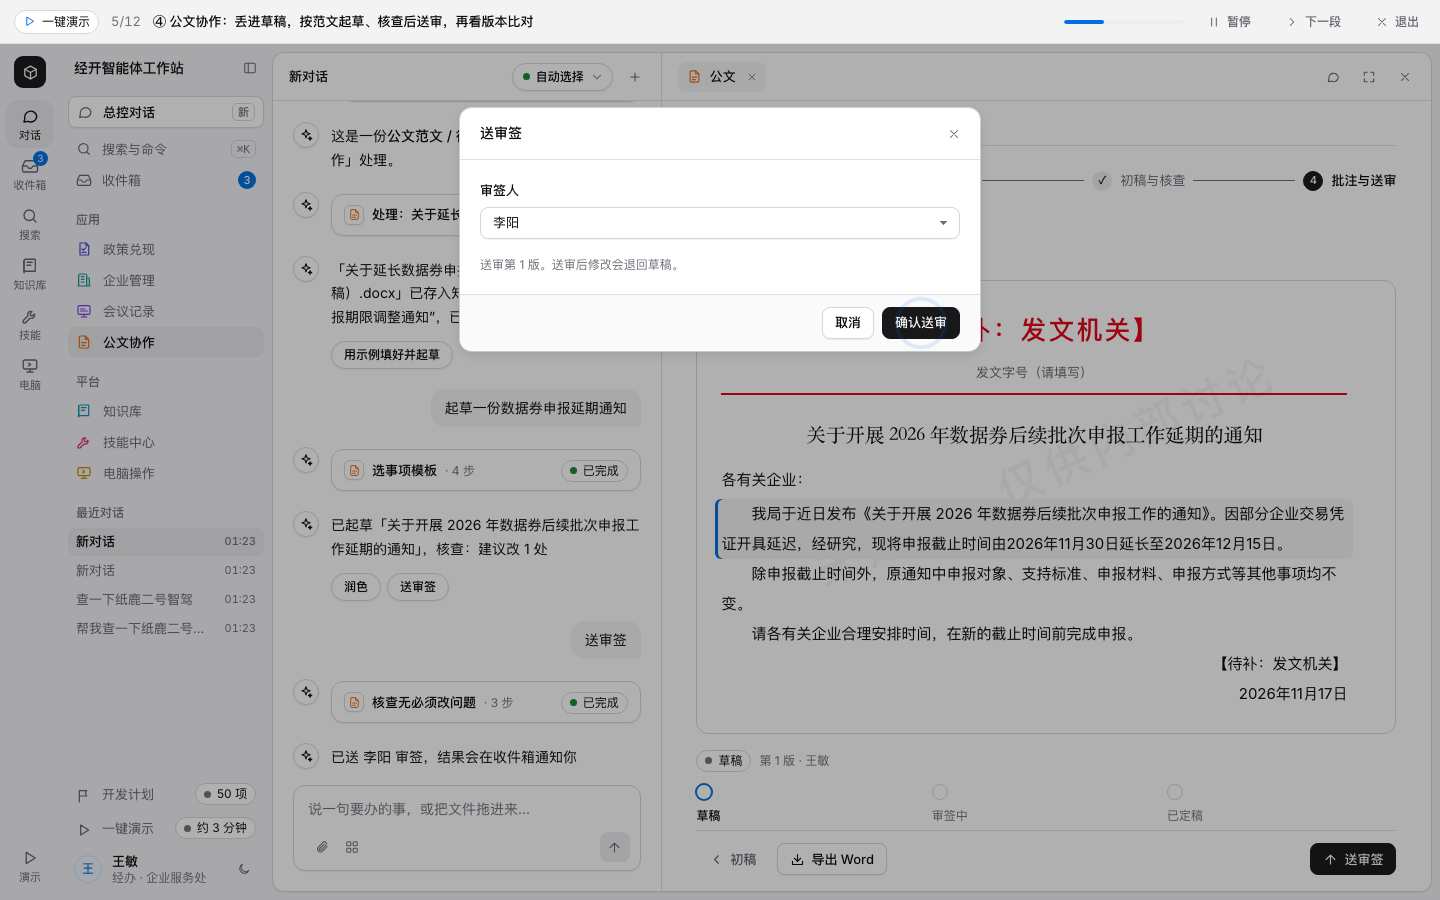 一键演示
5/12
④ 公文协作：丢进草稿，按范文起草、核查后送审，再看版本比对
暂停
下一段
退出
对话
收件箱
3
搜索
知识库
技能
电脑
演示
经开智能体工作站
总控对话
新
搜索与命令
⌘K
收件箱
3
应用
政策兑现
企业管理
会议记录
公文协作
平台
知识库
技能中心
电脑操作
最近对话
新对话 01:23
新对话 01:23
查一下纸鹿二号智驾 01:23
帮我查一下纸鹿二号... 01:23
开发计划
50 项
一键演示
约 3 分钟
王
王敏
经办 · 企业服务处
新对话
自动选择
这是一份公文范文 /
作」处理。
处理：关于延长
「关于延长数据券申
稿）.docx」已存入知
报期限调整通知”，已
用示例填好并起草
起草一份数据券申报延期通知
选事项模板 · 4 步
已完成
已起草「关于开展 2026 年数据券后续批次申报工
作延期的通知」，核查：建议改 1 处
润色
送审签
送审签
核查无必须改问题 · 3 步
已完成
已送 李阳 审签，结果会在收件箱通知你
说一句要办的事，或把文件拖进来...
送审签
审签人
李阳
送审第 1 版。送审后修改会退回草稿。
取消
确认送审
公文
初稿与核查
4
批注与送审
补：发文机关】
发文字号（请填写）
关于开展 2026 年数据券后续批次申报工作延期的通知
各有关企业：
我局于近日发布《关于开展 2026 年数据券后续批次申报工作的通知》。因部分企业交易凭
证开具延迟，经研究，现将申报截止时间由2026年11月30日延长至2026年12月15日。
除申报截止时间外，原通知中申报对象、支持标准、申报材料、申报方式等其他事项均不
变。
请各有关企业合理安排时间，在新的截止时间前完成申报。
【待补：发文机关】
2026年11月17日
仅供内部讨论
草稿
第 1 版 · 王敏
草稿
审签中
已定稿
初稿
导出 Word
送审签